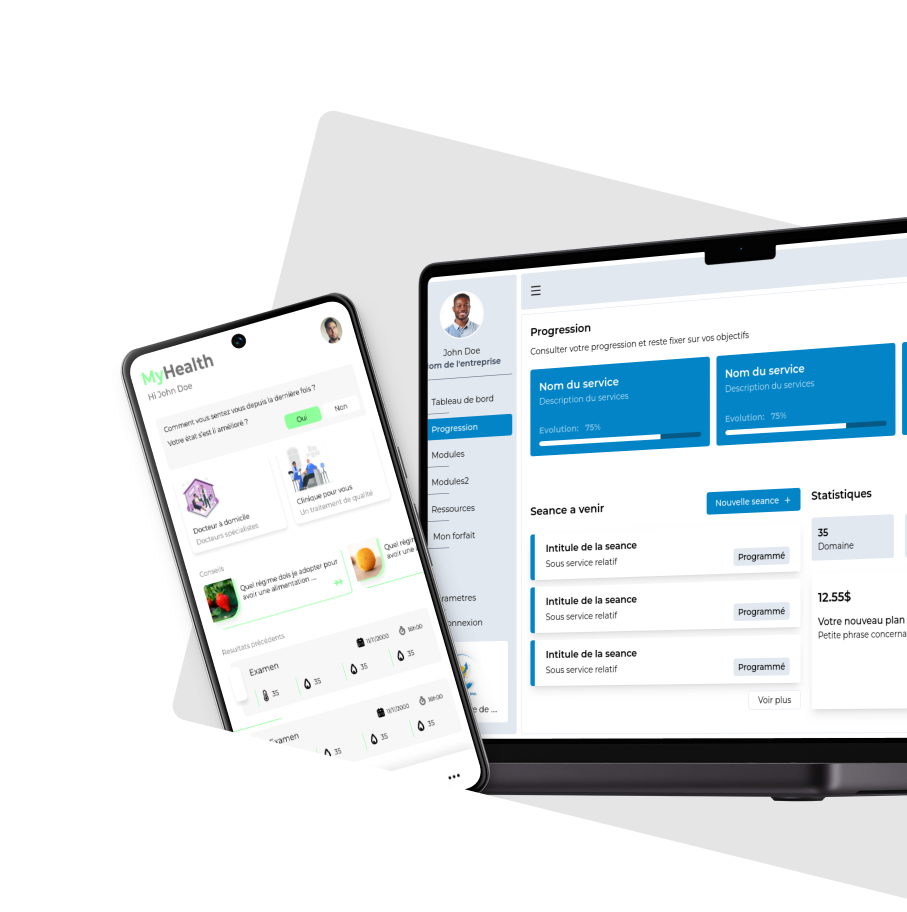 MyHealth
Hi John Doe
Comment vous sentez vous depuis la dernière fois ?
Votre état s'est il amélioré ?
Oui
Non
Docteur à domicile
Docteurs spécialistes
Clinique pour vous
Un traitement de qualité
Conseils
Quel régime dois je adopter pour
avoir une alimentation ...
Quel régim
avoir une a
Resultats précédents
Examen
11/11/2000
16H00
35
35
35
35
Examen
11/11/2000
16H00
35
35
35
John Doe
om de l'entreprise
Tableau de bord
Progression
Modules
Modules2
Ressources
Mon forfait
rametres
onnexion
e de ...
Progression
Consulter votre progression et reste fixer sur vos objectifs
Nom du service
Description du services
Evolution: 75%
Nom du service
Description du services
Evolution: 75%
Seance a venir
Nouvelle seance +
Intitule de la seance
Sous service relatif
Programmé
Intitule de la seance
Sous service relatif
Programmé
Intitule de la seance
Sous service relatif
Programmé
Voir plus
Statistiques
35
Domaine
12.55$
Votre nouveau plan
Petite phrase concerna